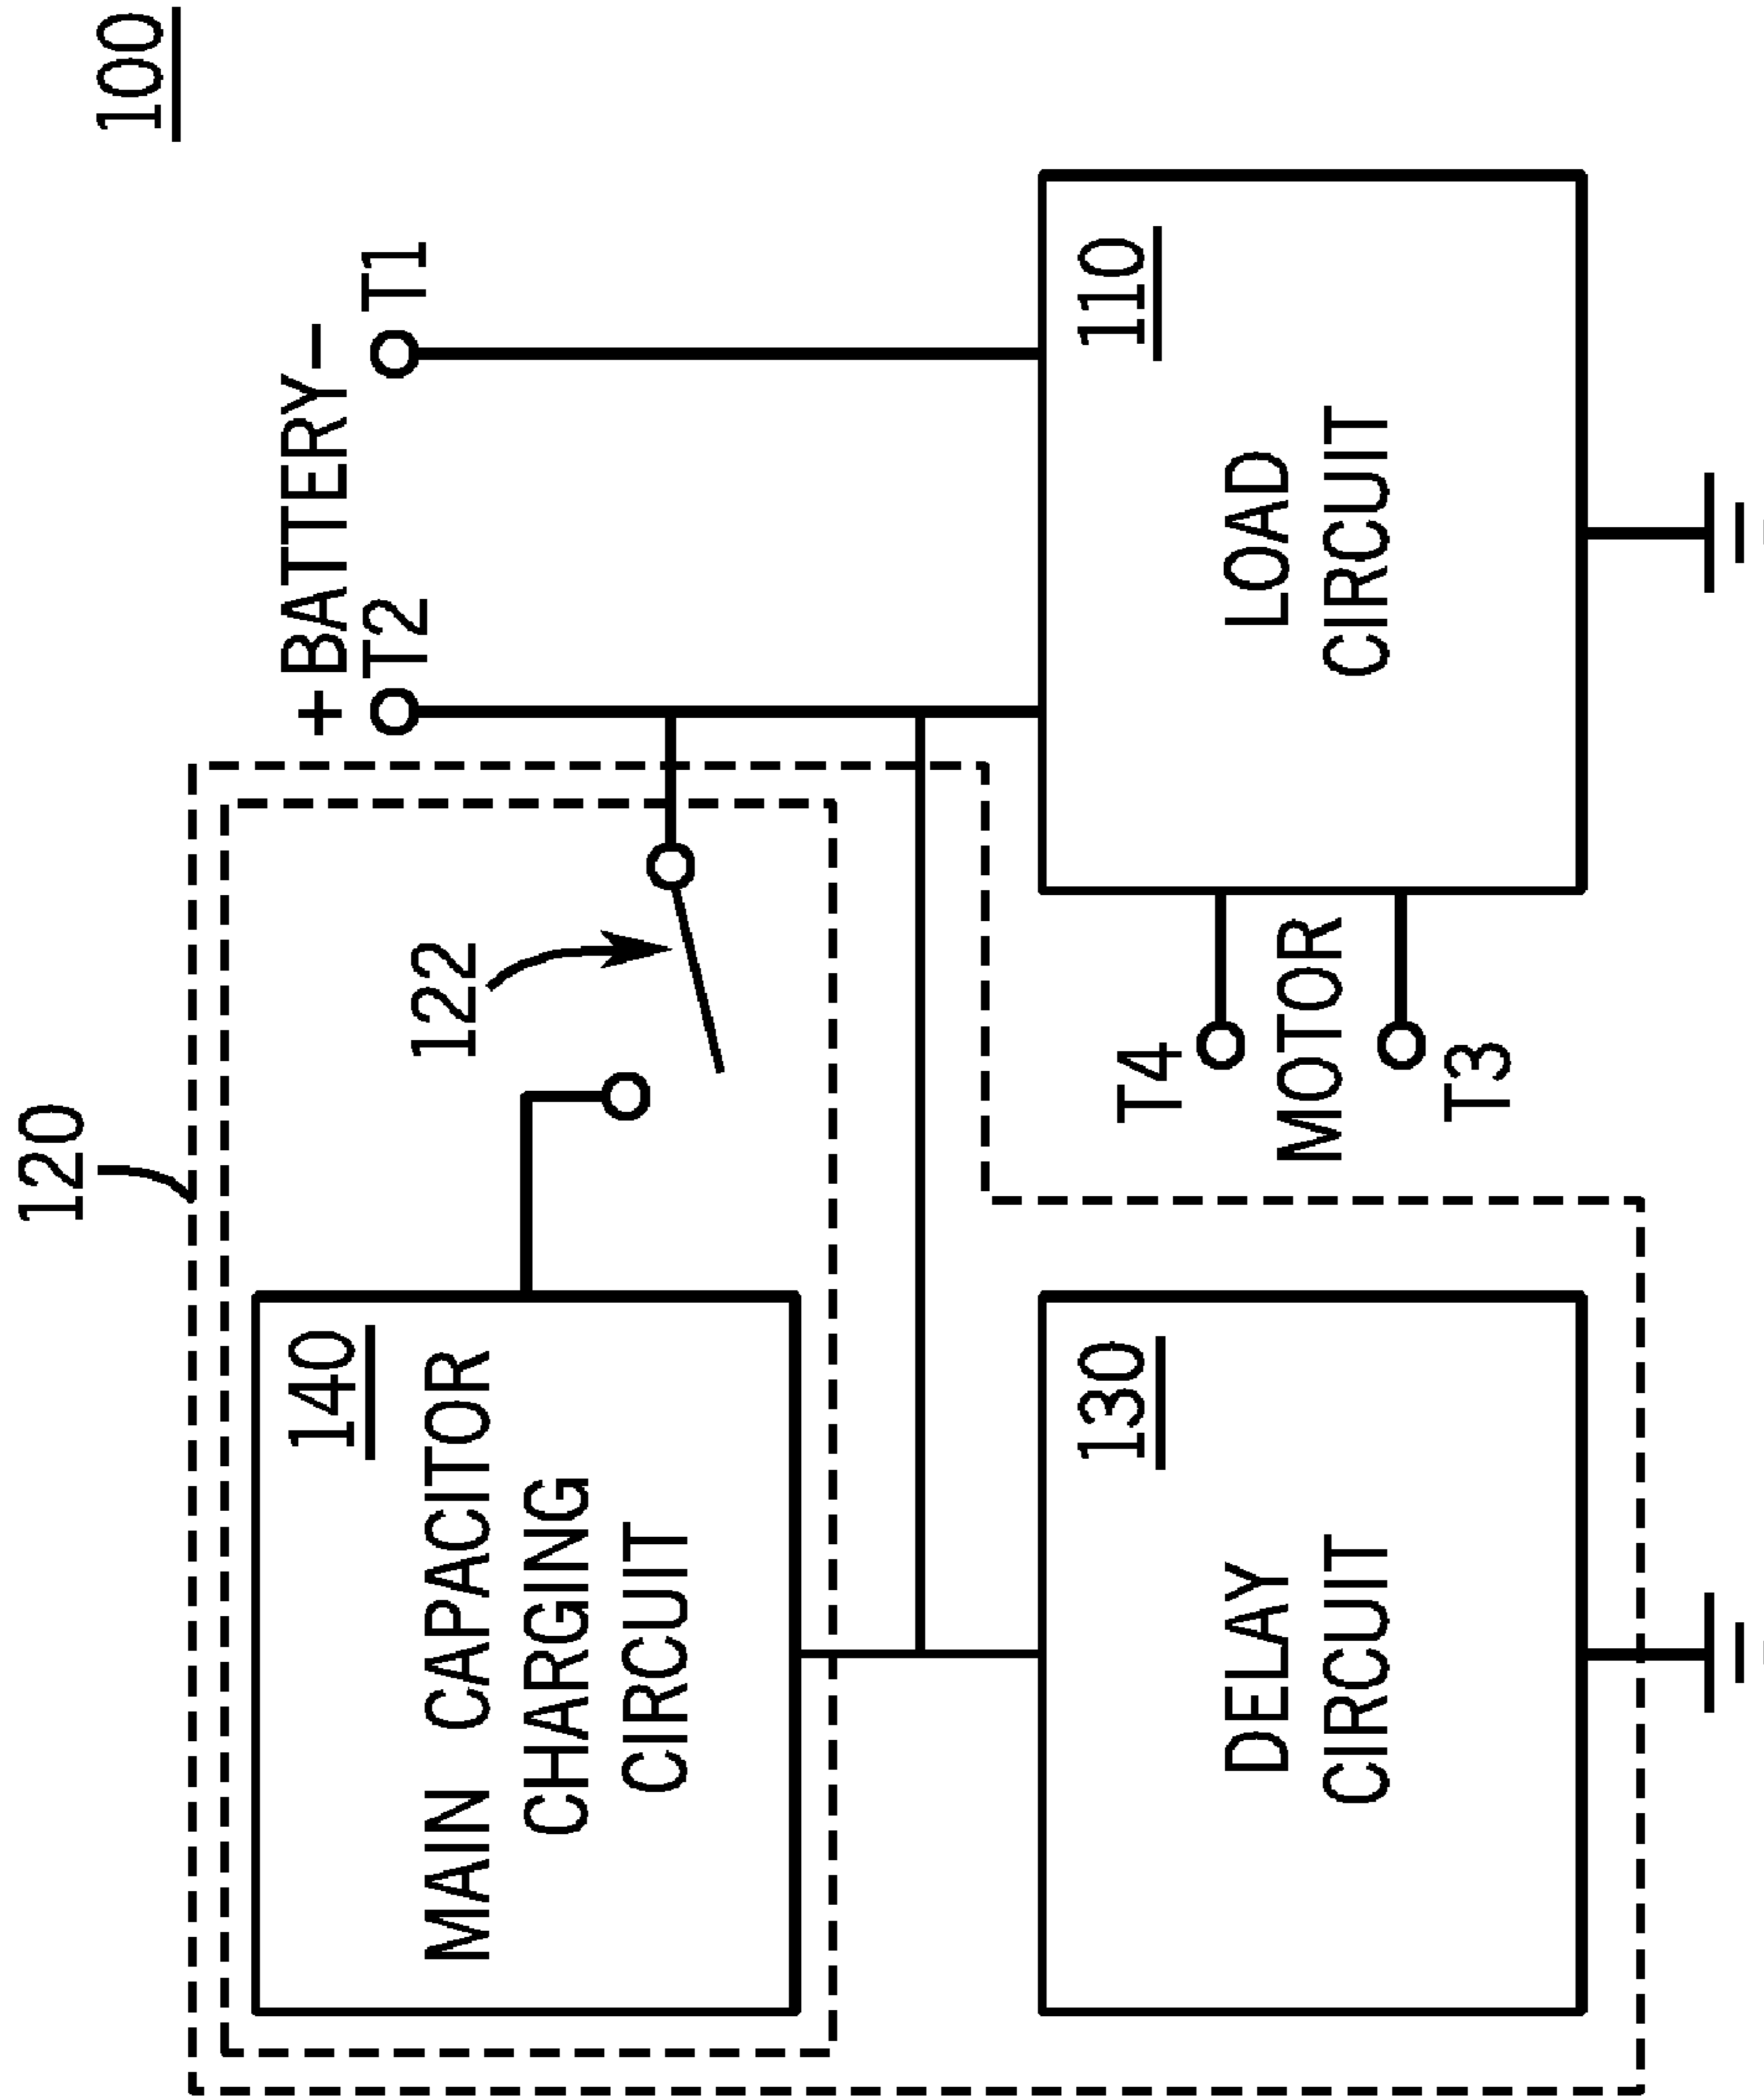 100
120
+ BATTERY -
T2
T1
122
140
MAIN CAPACITOR
CHARGING
CIRCUIT
130
DELAY
CIRCUIT
110
LOAD
CIRCUIT
T4
MOTOR
T3